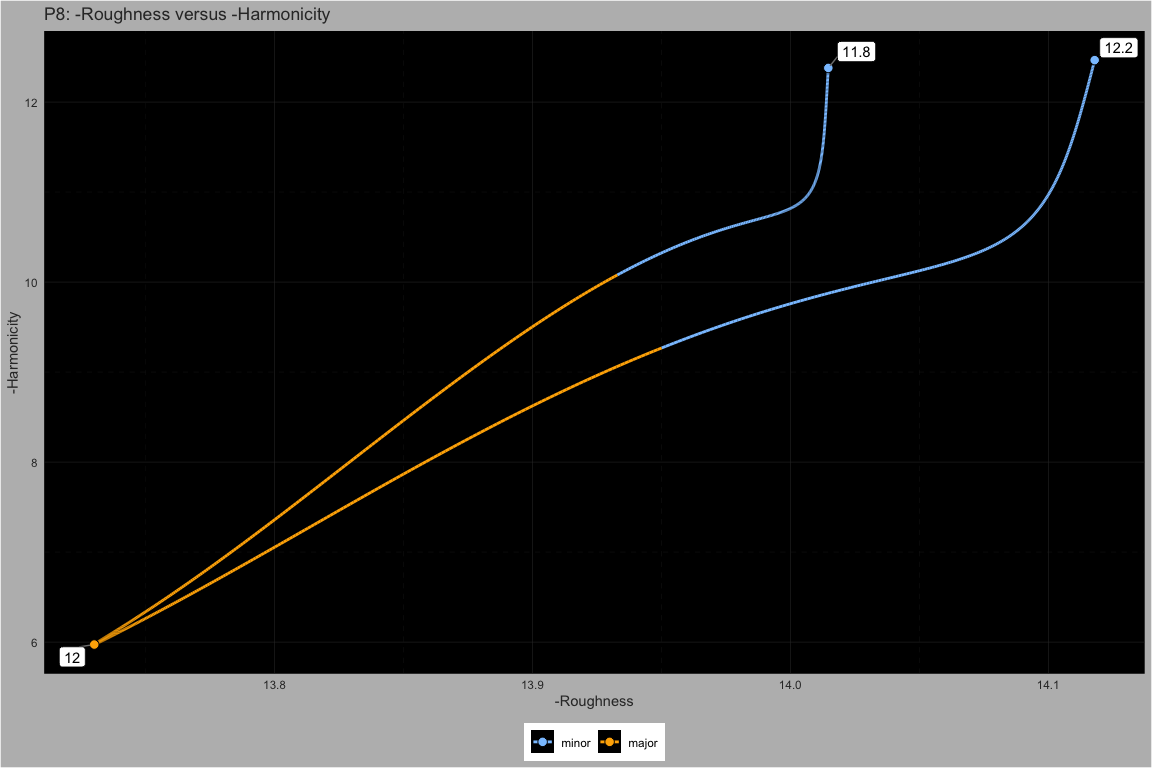 P8: -Roughness versus -Harmonicity
11.8
12.2
12
10
8
6
-Harmonicity
12
13.8
13.9
14.0
14.1
-Roughness
minor
major